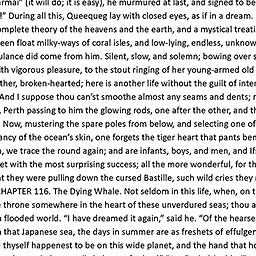 rmai" (it will do; it is easy), he murmured at last, and signed to be
!" During all this, Queequeg lay with closed eyes, as if in a dream.
omplete theory of the heavens and the earth, and a mystical treati
een float milky-ways of coral isles, and low-lying, endless, unknow
ulance did come from him. Silent, slow, and solemn; bowing over s
ith vigorous pleasure, to the stout ringing of her young-armed old
ther, broken-hearted; here is another life without the guilt of inter
And I suppose thou can'st smoothe almost any seams and dents; n
. Perth passing to him the glowing rods, one after the other, and th
. Now, mustering the spare poles from below, and selecting one of
ancy of the ocean's skin, one forgets the tiger heart that pants ben
n, we trace the round again; and are infants, boys, and men, and Ifs
et with the most surprising success; all the more wonderful, for th
t they were pulling down the cursed Bastille, such wild cries they r
CHAPTER 116. The Dying Whale. Not seldom in this life, when, on t
e throne somewhere in the heart of these unverdured seas; thou a
a flooded world. "I have dreamed it again," said he. "Of the hearse
n that Japanese sea, the days in summer are as freshets of effulgen
thyself happenest to be on this wide planet, and the hand that ho